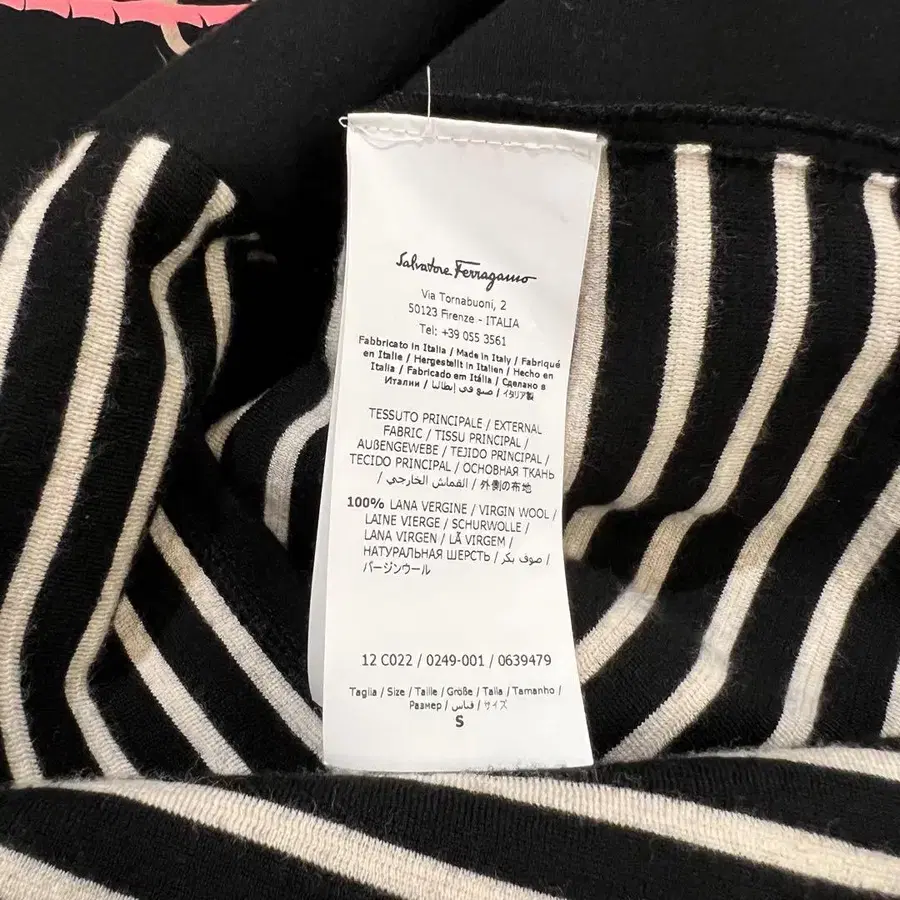 Salvatore Ferragamo
Via Tornabuoni, 2
50123 Firenze - ITALIA
Tel: +39 055 3561
Fabbricato in Italia / Made in Italy / Fabriqué
en Italie / Hergestellt in Italien / Hecho en
Italia / Fabricado em Itália / Сделано в
Италии / صنع في إيطاليا / イタリア製
TESSUTO PRINCIPALE / EXTERNAL
FABRIC / TISSU PRINCIPAL /
AUßENGEWEBE / TEJIDO PRINCIPAL /
TECIDO PRINCIPAL / ОСНОВНАЯ ТКАНЬ
/ القماش الخارجي / 外側の布地
100% LANA VERGINE / VIRGIN WOOL /
LAINE VIERGE / SCHURWOLLE /
LANA VIRGEN / LÃ VIRGEM /
НАТУРАЛЬНАЯ ШЕРСТЬ / صوف بكر /
バージンウール
12 C022 / 0249-001 / 0639479
Taglia / Size / Taille / Größe / Talla / Tamanho /
Размер / قياس / サイズ
S